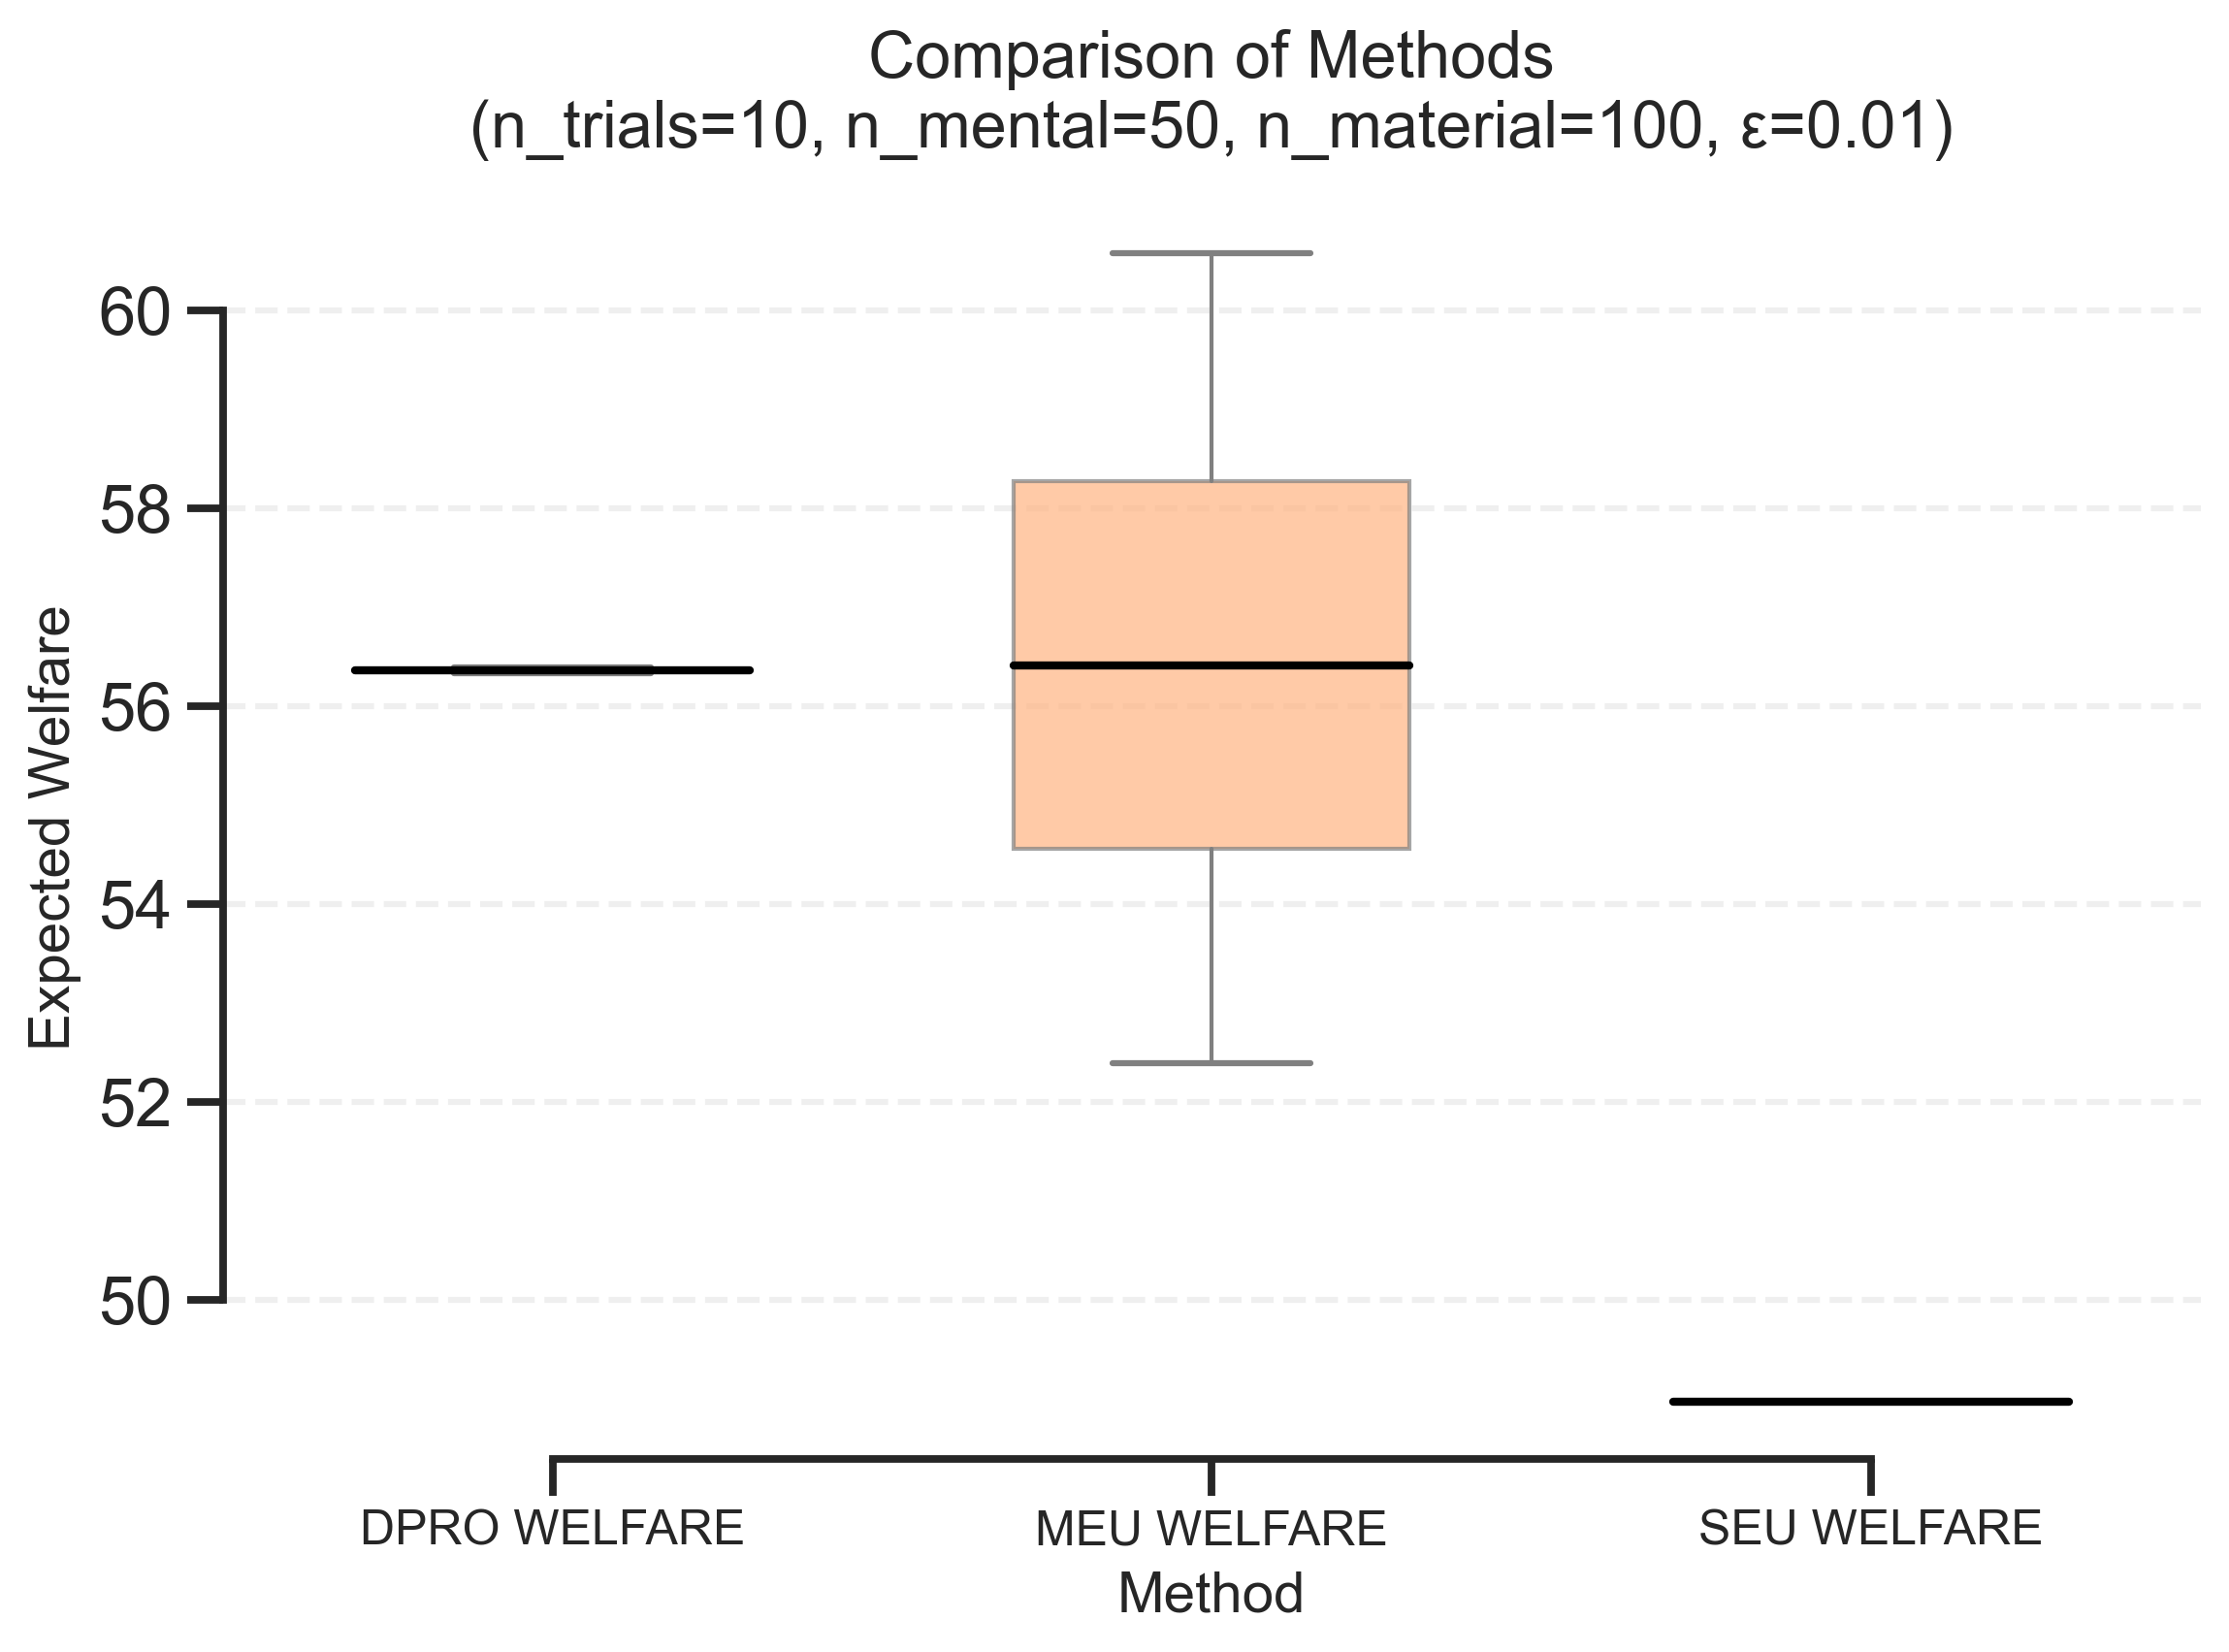 Comparison of Methods
(n_trials=10, n_mental=50, n_material=100, ε=0.01)
Expected Welfare
60
58
56
54
52
50
DPRO WELFARE
MEU WELFARE
SEU WELFARE
Method